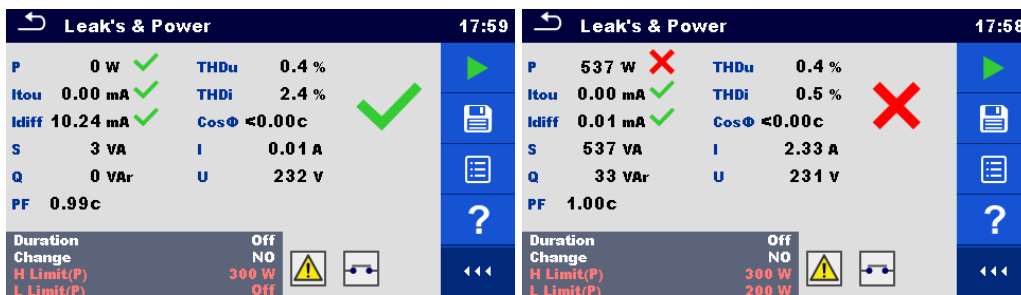 Leak's & Power 17:59
P 0 W THDu 0.4 %
Itou 0.00 mA THDi 2.4 %
Idiff 10.24 mA CosΦ <0.00c
S 3 VA I 0.01 A
Q 0 VAr U 232 V
PF 0.99c
?
Duration Off
Change NO
H Limit(P) 300 W
L Limit(P) Off
Leak's & Power 17:58
P 537 W THDu 0.4 %
Itou 0.00 mA THDi 0.5 %
Idiff 0.01 mA CosΦ <0.00c
S 537 VA I 2.33 A
Q 33 VAr U 231 V
PF 1.00c
?
Duration Off
Change NO
H Limit(P) 300 W
L Limit(P) 200 W